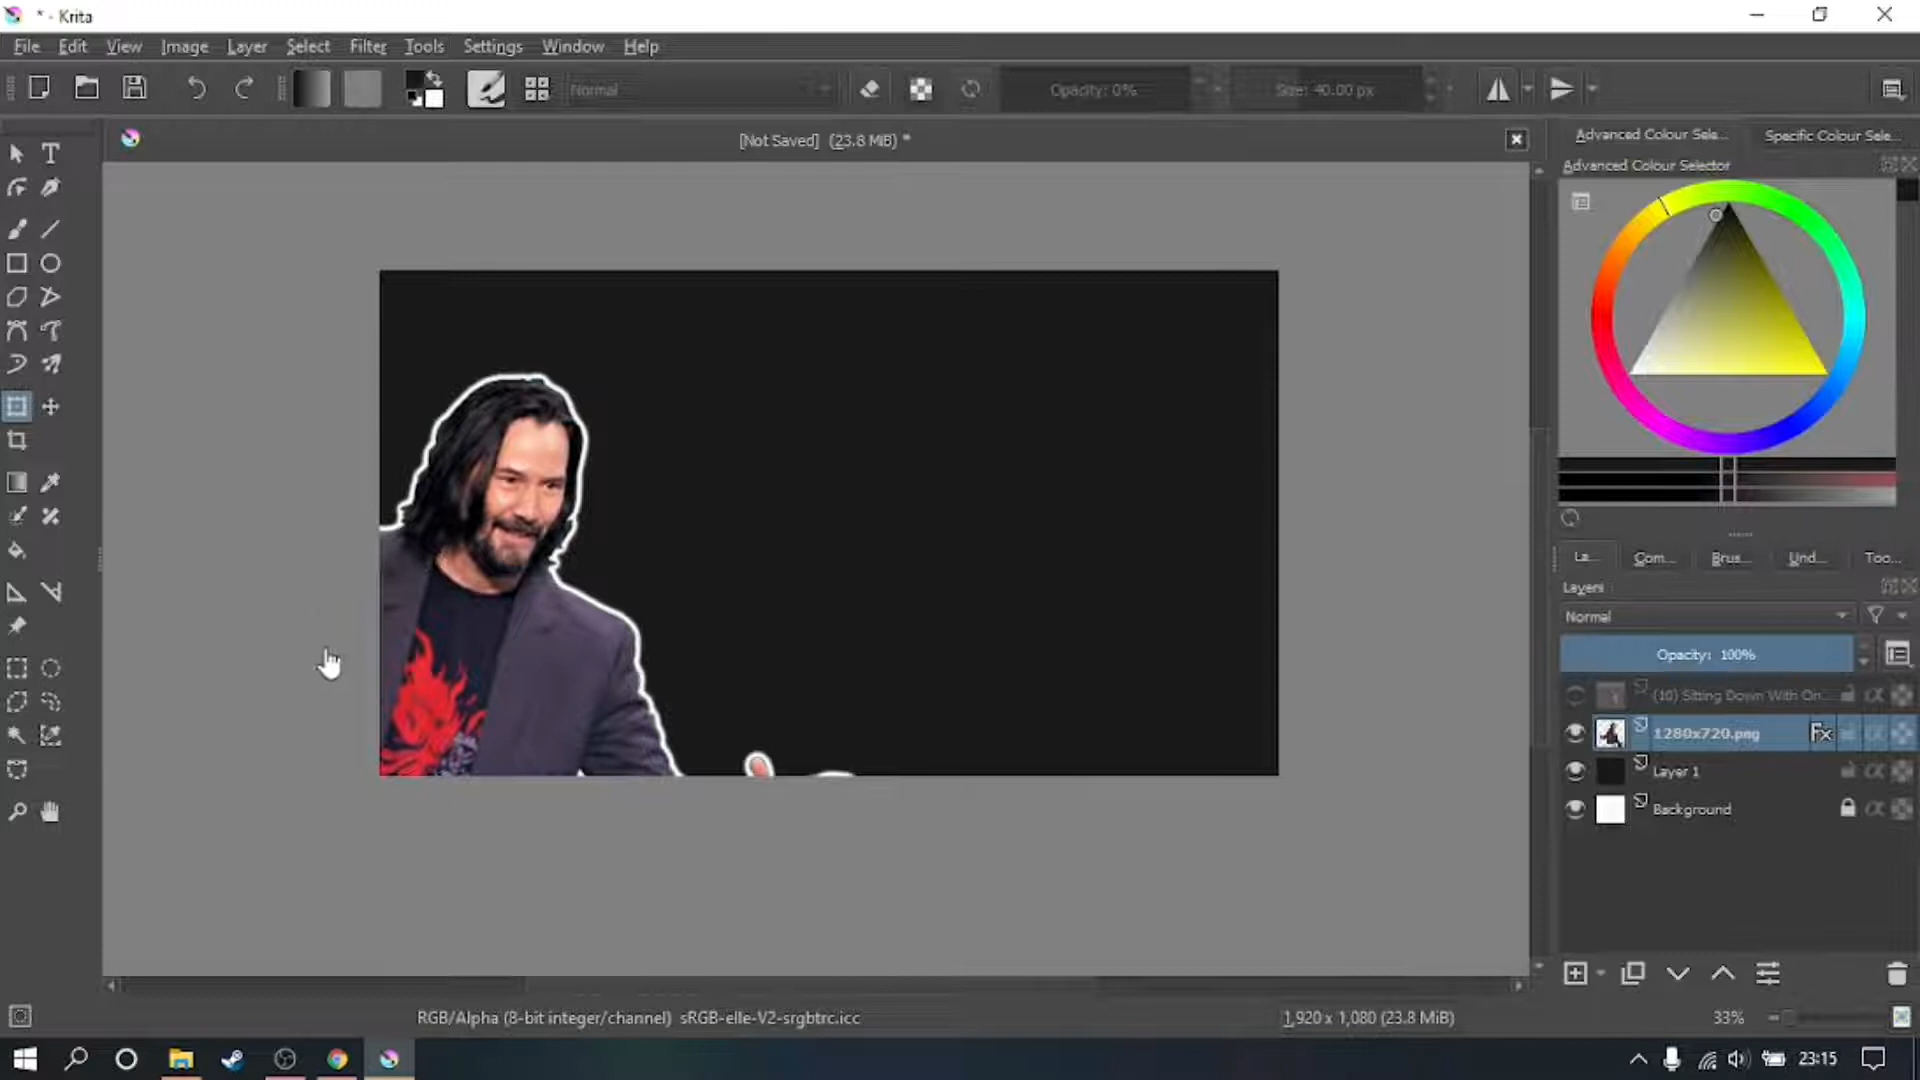 * - Krita
File Edit View Image Layer Select Filter Tools Settings Window Help
Normal Opacity: 0% Size: 40.00 px
[Not Saved] (23.8 MiB) *
Advanced Colour Sele... Specific Colour Sele...
Advanced Colour Selector
La... Com... Brus... Und... Too...
Layers
Normal
Opacity: 100%
(10) Sitting Down With On...
1280x720.png Fx
Layer 1
Background
RGB/Alpha (8-bit integer/channel) sRGB-elle-V2-srgbtrc.icc 1,920 x 1,080 (23.8 MiB) 33%
23:15